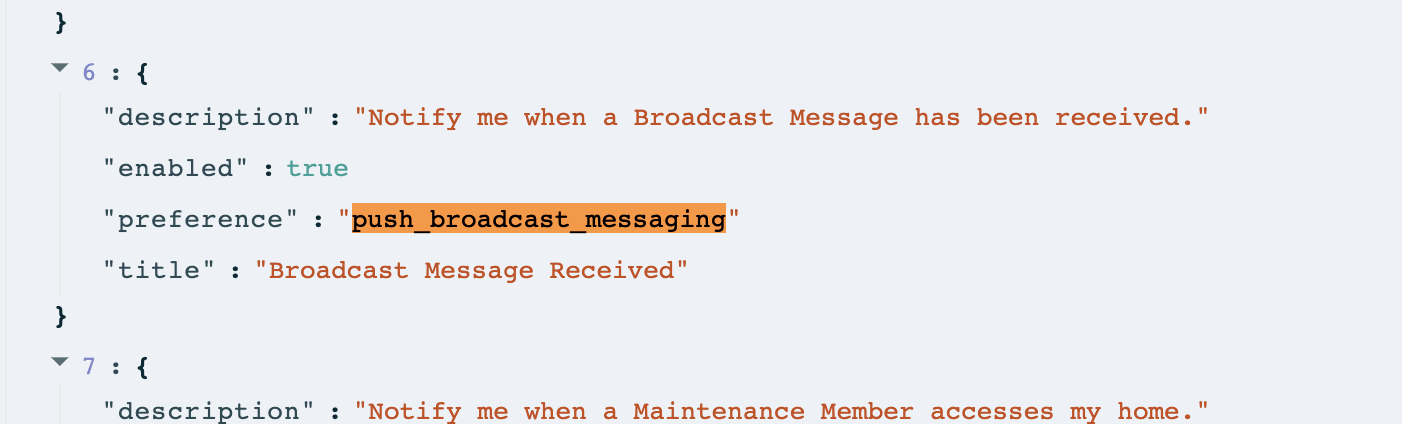 }
6 : {
"description" : "Notify me when a Broadcast Message has been received."
"enabled" : true
"preference" : "push_broadcast_messaging"
"title" : "Broadcast Message Received"
}
7 : {
"description" : "Notify me when a Maintenance Member accesses my home."